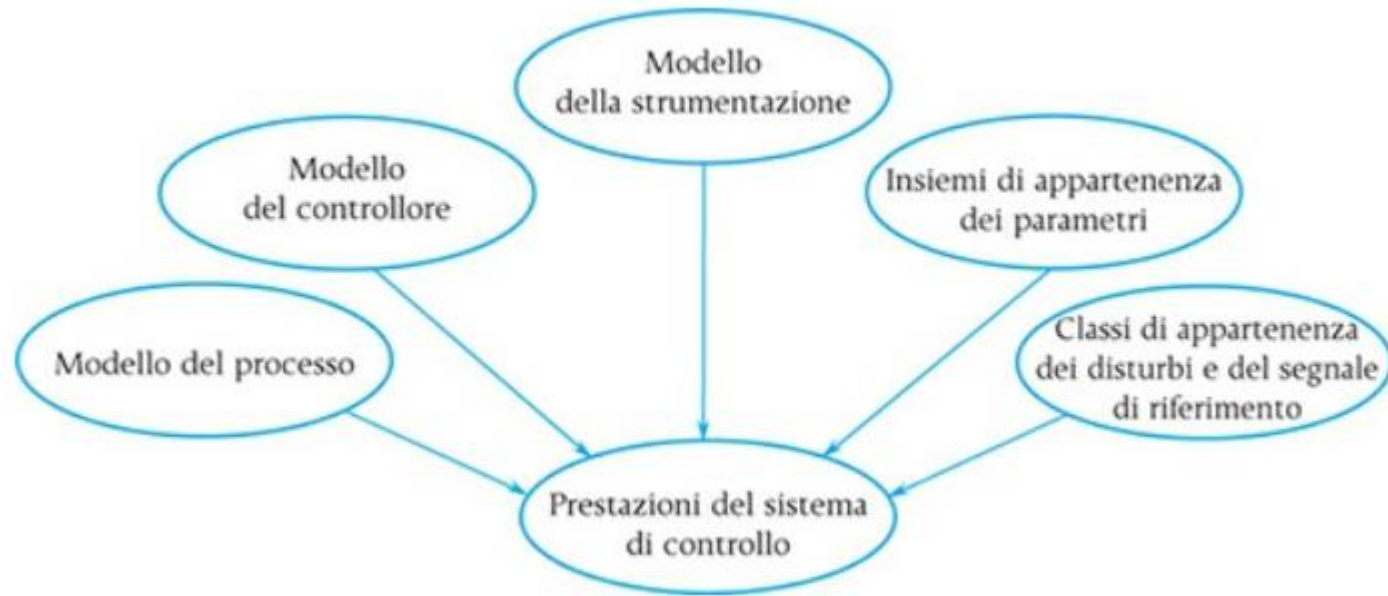 Modello
della strumentazione
Modello
del controllore
Insiemi di appartenenza
dei parametri
Modello del processo
Classi di appartenenza
dei disturbi e del segnale
di riferimento
Prestazioni del sistema
di controllo